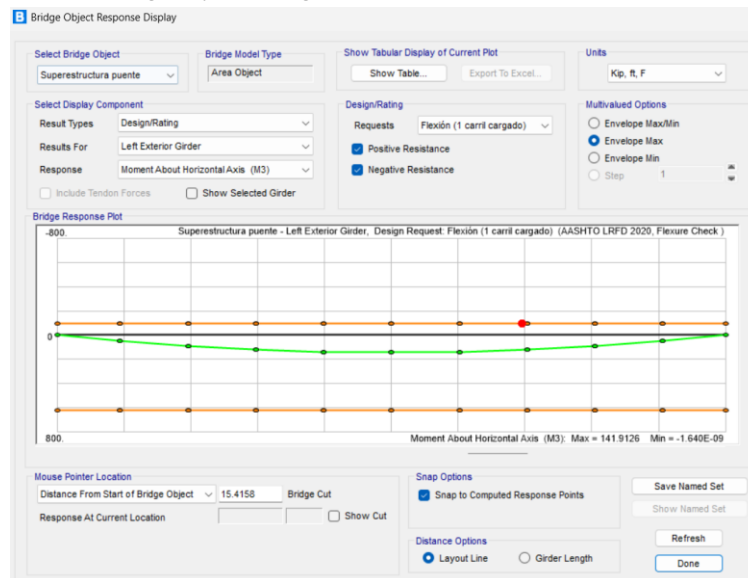 B Bridge Object Response Display
Select Bridge Object
Superestructura puente
Bridge Model Type
Area Object
Show Tabular Display of Current Plot
Show Table...
Export To Excel...
Units
Kip, ft, F
Select Display Component
Result Types
Design/Rating
Results For
Left Exterior Girder
Response
Moment About Horizontal Axis (M3)
Include Tendon Forces
Show Selected Girder
Design/Rating
Requests
Flexión (1 carril cargado)
Positive Resistance
Negative Resistance
Multivalued Options
Envelope Max/Min
Envelope Max
Envelope Min
Step
1
Bridge Response Plot
-800.
Superestructura puente - Left Exterior Girder, Design Request: Flexión (1 carril cargado) (AASHTO LRFD 2020, Flexure Check )
0
800.
Moment About Horizontal Axis (M3): Max = 141.9126 Min = -1.640E-09
Mouse Pointer Location
Distance From Start of Bridge Object
15.4158
Bridge Cut
Response At Current Location
Show Cut
Snap Options
Snap to Computed Response Points
Distance Options
Layout Line
Girder Length
Save Named Set
Show Named Set
Refresh
Done